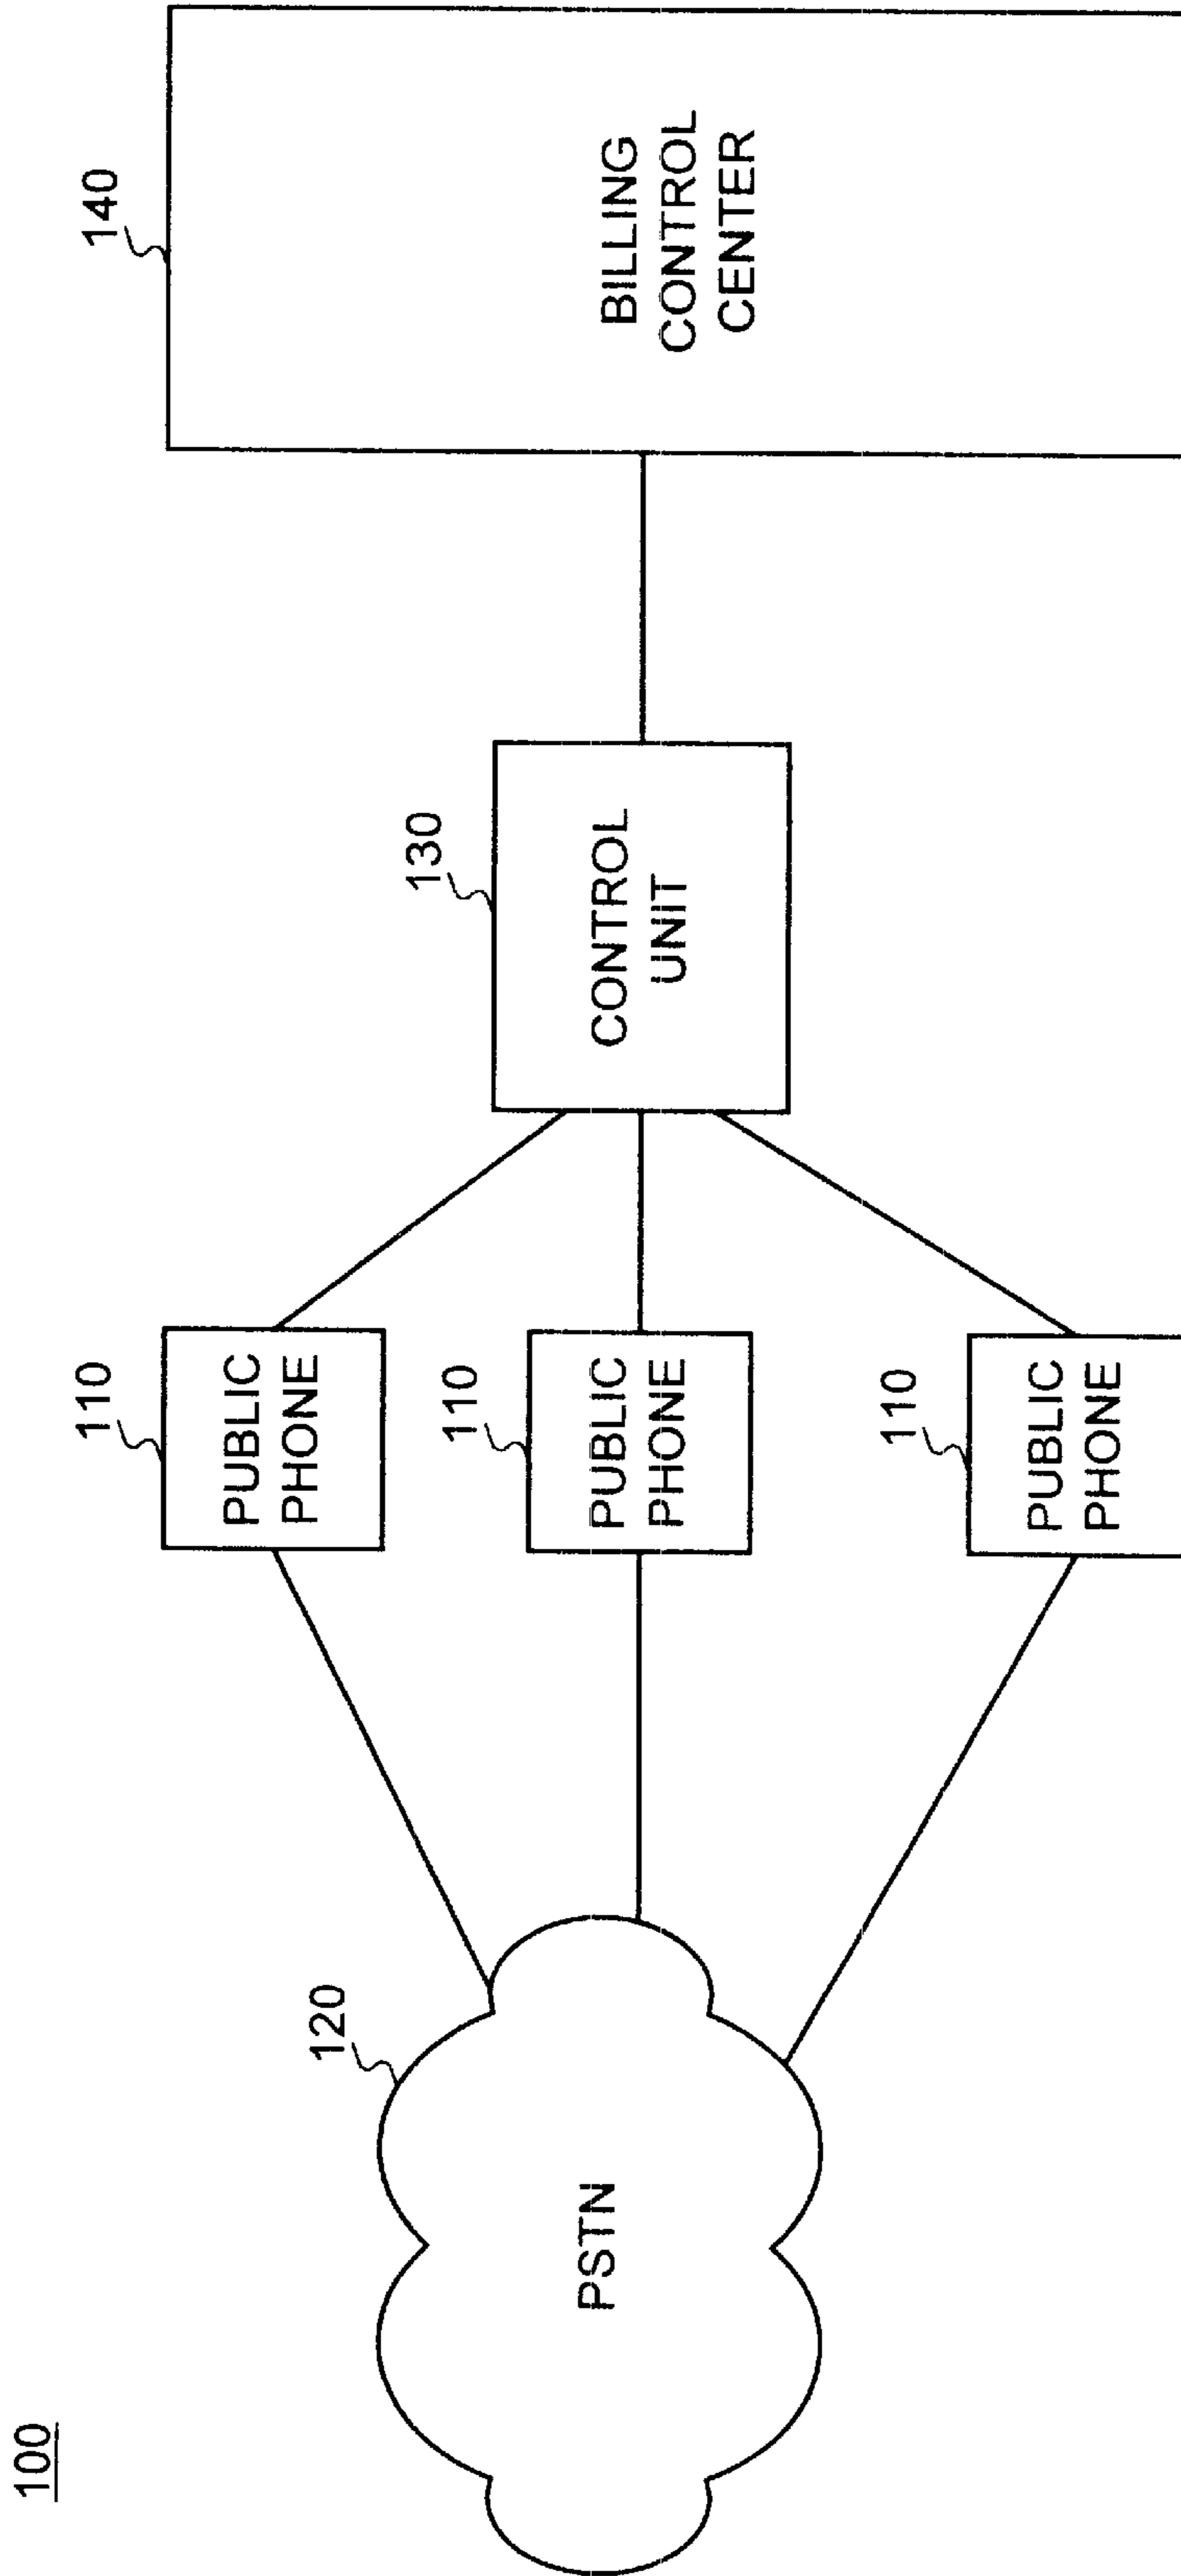 100
120
PSTN
110
PUBLIC
PHONE
110
PUBLIC
PHONE
110
PUBLIC
PHONE
130
CONTROL
UNIT
140
BILLING
CONTROL
CENTER